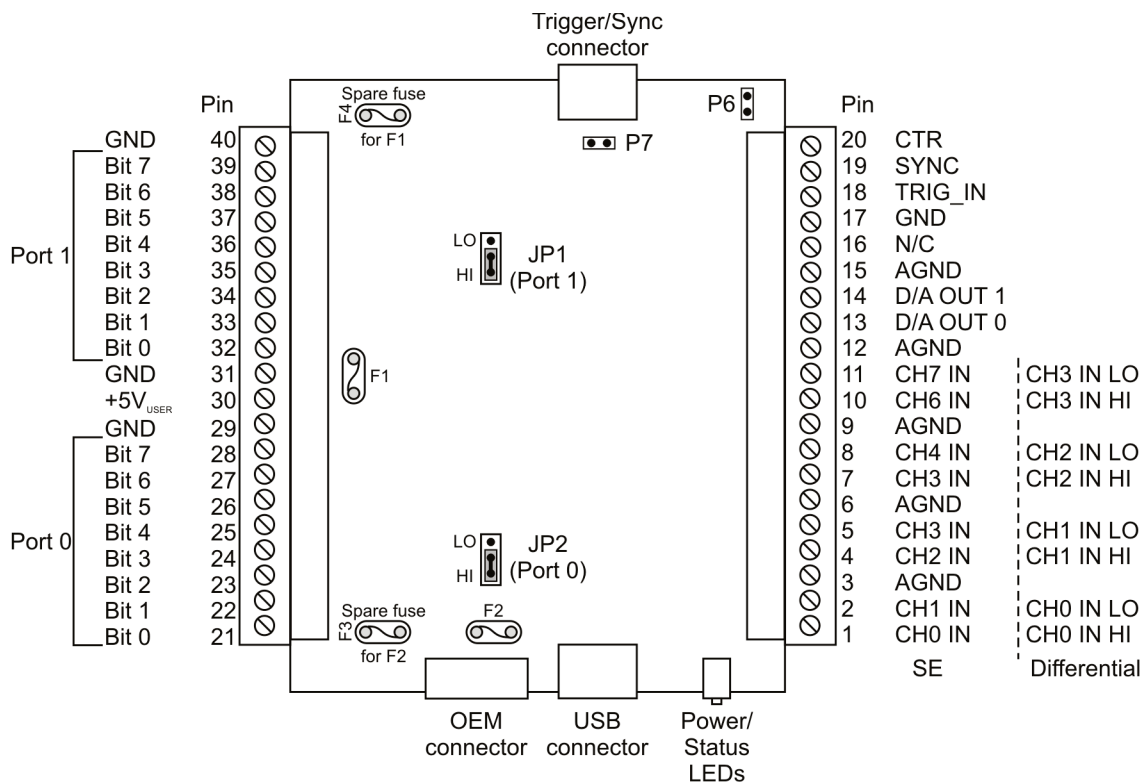 Trigger/Sync
connector
Pin
Spare fuse
F4
for F1
P6
P7
Pin
GND 40
Bit 7 39
Bit 6 38
Bit 5 37
Bit 4 36
Port 1
Bit 3 35
Bit 2 34
Bit 1 33
Bit 0 32
GND 31
+5V USER 30
GND 29
Bit 7 28
Bit 6 27
Bit 5 26
Port 0
Bit 4 25
Bit 3 24
Bit 2 23
Bit 1 22
Bit 0 21
LO
HI
JP1
(Port 1)
F1
LO
HI
JP2
(Port 0)
Spare fuse
F3
for F2
F2
20 CTR
19 SYNC
18 TRIG_IN
17 GND
16 N/C
15 AGND
14 D/A OUT 1
13 D/A OUT 0
12 AGND
11 CH7 IN CH3 IN LO
10 CH6 IN CH3 IN HI
9 AGND
8 CH4 IN CH2 IN LO
7 CH3 IN CH2 IN HI
6 AGND
5 CH3 IN CH1 IN LO
4 CH2 IN CH1 IN HI
3 AGND
2 CH1 IN CH0 IN LO
1 CH0 IN CH0 IN HI
SE Differential
OEM
connector
USB
connector
Power/
Status
LEDs